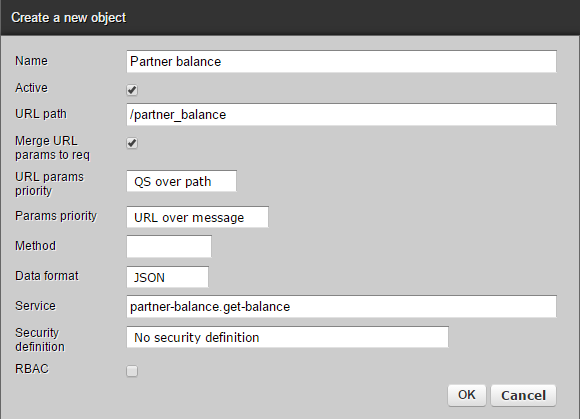 Create a new object
Name Partner balance
Active
URL path /partner_balance
Merge URL
params to req
URL params
priority QS over path
Params priority URL over message
Method
Data format JSON
Service partner-balance.get-balance
Security
definition No security definition
RBAC
OK Cancel